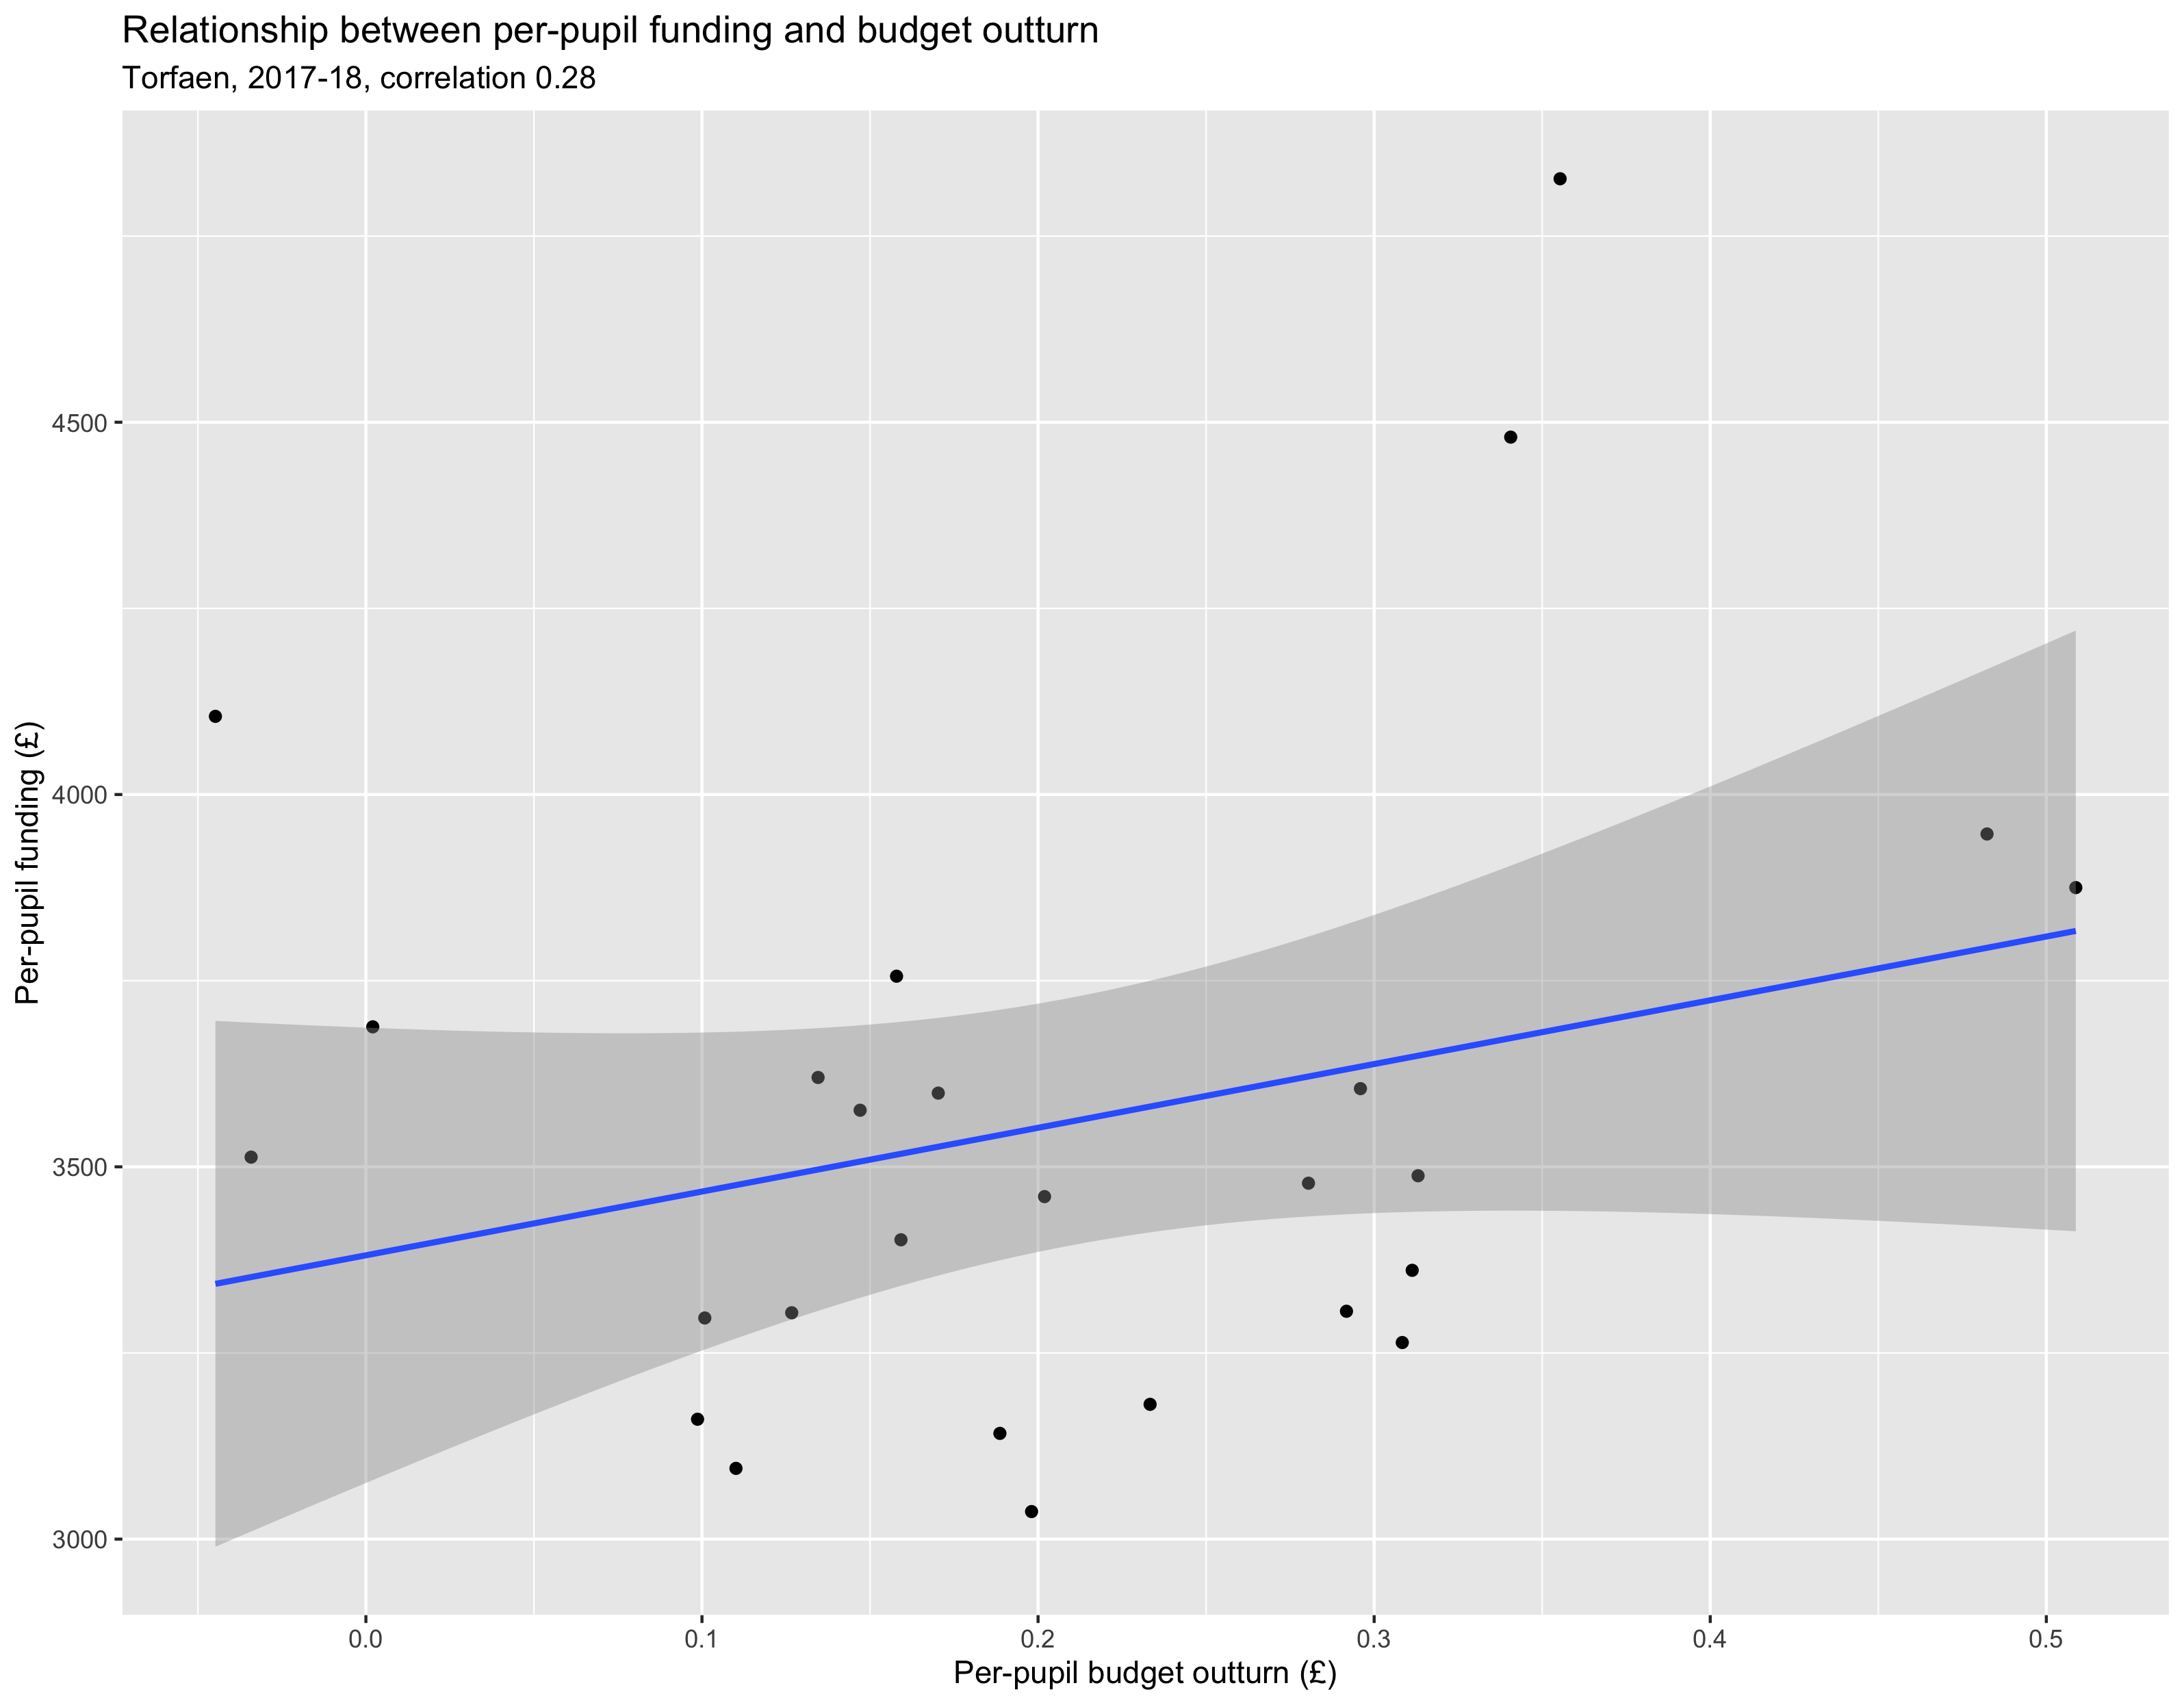 Relationship between per-pupil funding and budget outturn
Torfaen, 2017-18, correlation 0.28
Per-pupil funding (£)
4500
4000
3500
3000
0.0
0.1
0.2
0.3
0.4
0.5
Per-pupil budget outturn (£)